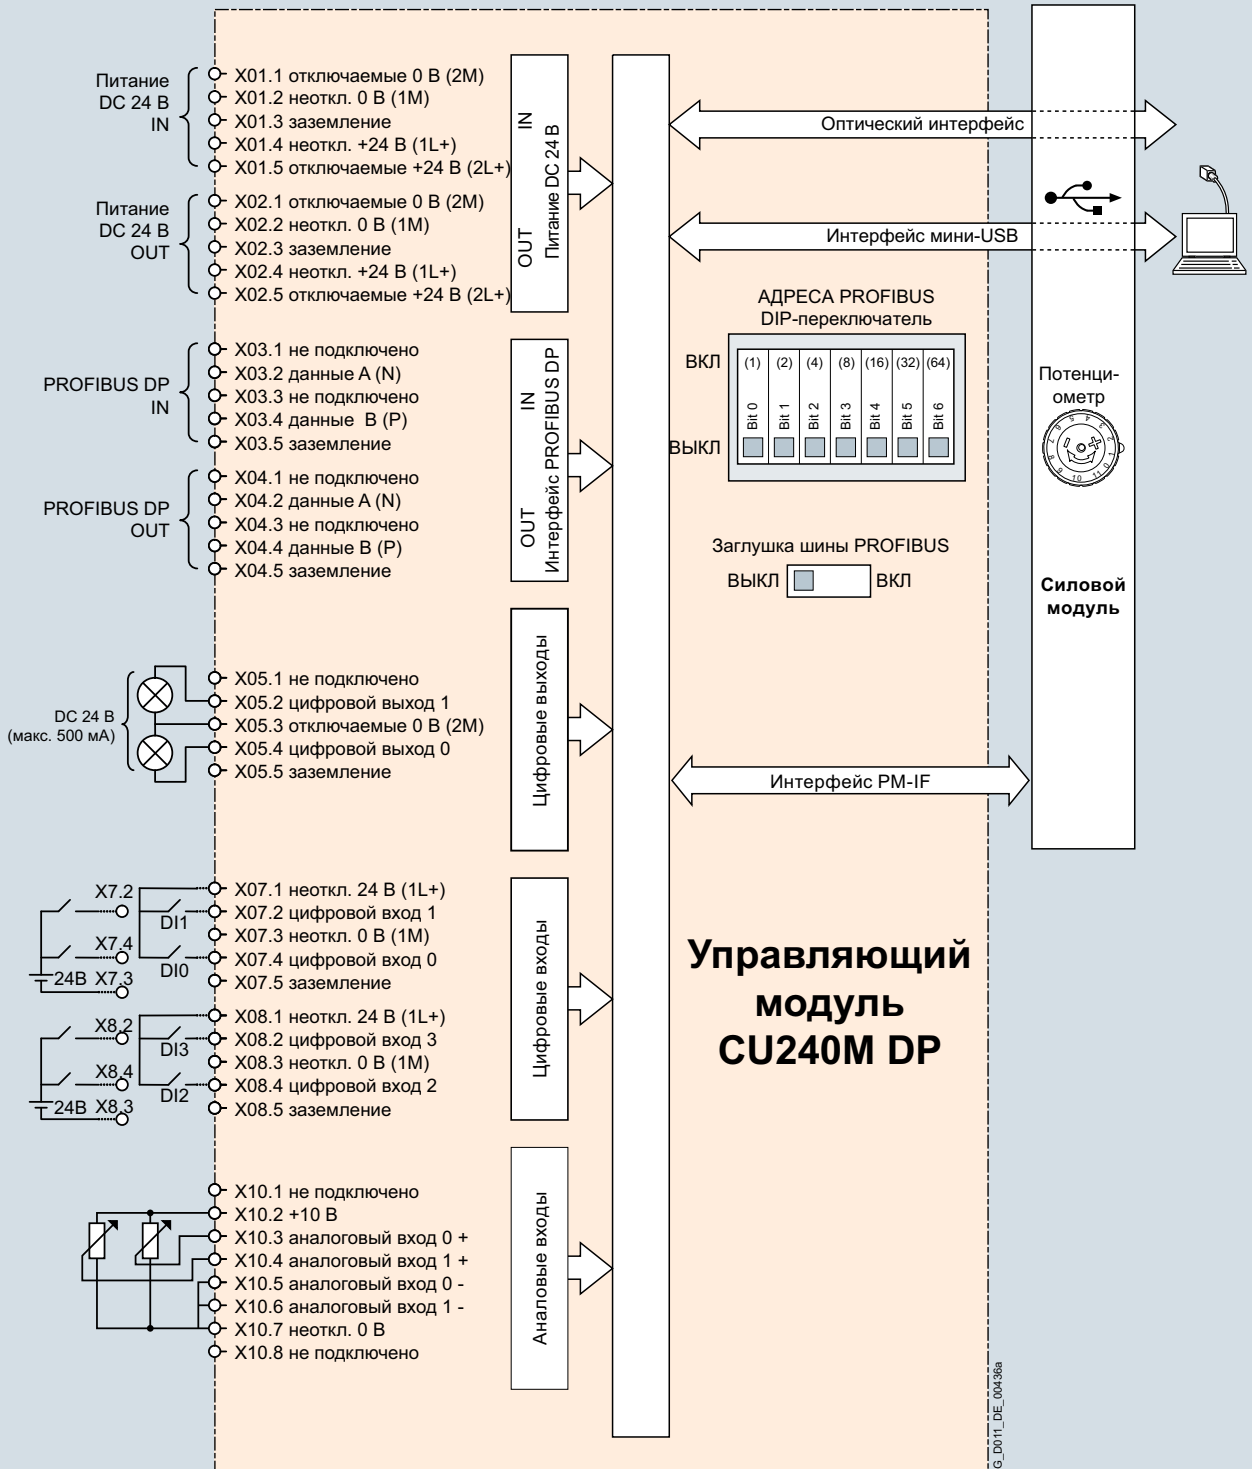 Питание
DC 24 В
IN
X01.1 отключаемые 0 В (2M)
X01.2 неоткл. 0 В (1M)
X01.3 заземление
X01.4 неоткл. +24 В (1L+)
X01.5 отключаемые +24 В (2L+)
Питание
DC 24 В
OUT
X02.1 отключаемые 0 В (2M)
X02.2 неоткл. 0 В (1M)
X02.3 заземление
X02.4 неоткл. +24 В (1L+)
X02.5 отключаемые +24 В (2L+)
IN
OUT
Питание DC 24 В
PROFIBUS DP
IN
X03.1 не подключено
X03.2 данные A (N)
X03.3 не подключено
X03.4 данные B (P)
X03.5 заземление
PROFIBUS DP
OUT
X04.1 не подключено
X04.2 данные A (N)
X04.3 не подключено
X04.4 данные B (P)
X04.5 заземление
IN
OUT
Интерфейс PROFIBUS DP
DC 24 В
(макс. 500 мА)
X05.1 не подключено
X05.2 цифровой выход 1
X05.3 отключаемые 0 В (2M)
X05.4 цифровой выход 0
X05.5 заземление
Цифровые выходы
X7.2
X7.4
24В X7.3
DI1
DI0
X07.1 неоткл. 24 В (1L+)
X07.2 цифровой вход 1
X07.3 неоткл. 0 В (1M)
X07.4 цифровой вход 0
X07.5 заземление
X8.2
X8.4
24В X8.3
DI3
DI2
X08.1 неоткл. 24 В (1L+)
X08.2 цифровой вход 3
X08.3 неоткл. 0 В (1M)
X08.4 цифровой вход 2
X08.5 заземление
Цифровые входы
X10.1 не подключено
X10.2 +10 В
X10.3 аналоговый вход 0 +
X10.4 аналоговый вход 1 +
X10.5 аналоговый вход 0 -
X10.6 аналоговый вход 1 -
X10.7 неоткл. 0 В
X10.8 не подключено
Аналовые входы
Оптический интерфейс
Интерфейс мини-USB
АДРЕСА PROFIBUS
DIP-переключатель
ВКЛ
(1) (2) (4) (8) (16) (32) (64)
Bit 0 Bit 1 Bit 2 Bit 3 Bit 4 Bit 5 Bit 6
ВЫКЛ
Заглушка шины PROFIBUS
ВЫКЛ ВКЛ
Интерфейс PM-IF
Потенци-
ометр
0 1 2 3 4 5 6 7 8 9 10 11
Силовой
модуль
Управляющий
модуль
CU240M DP
G_D011_DE_00436a